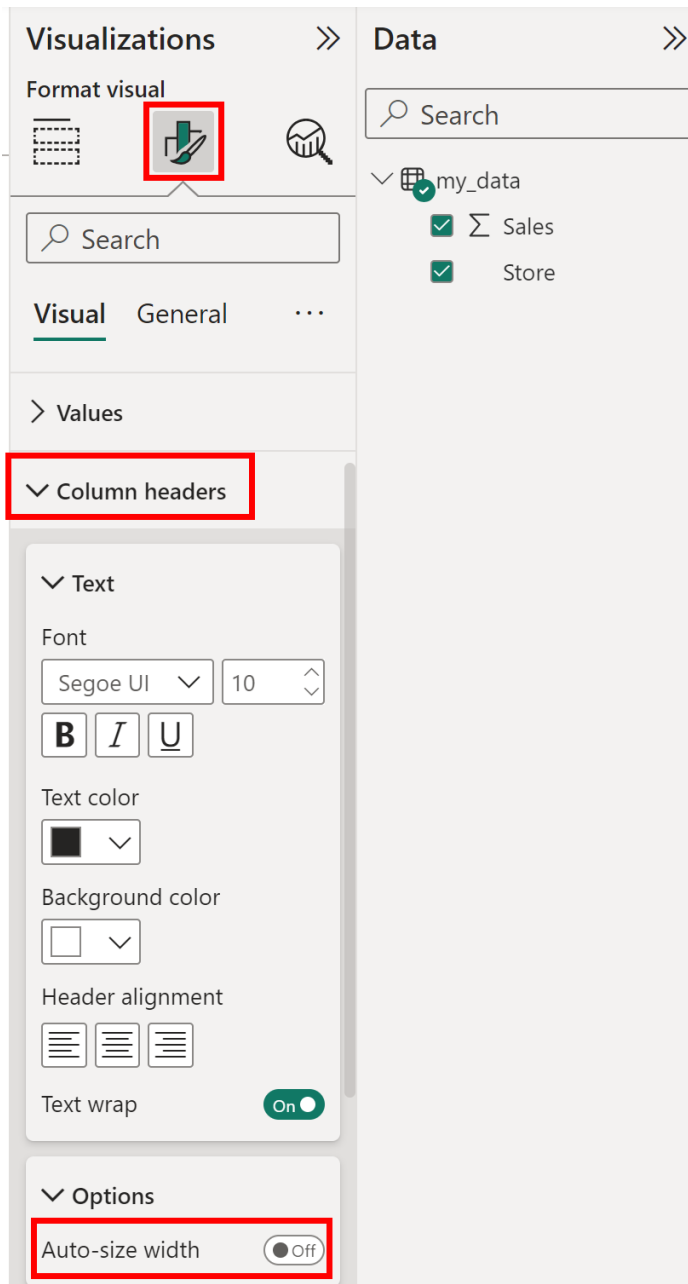 Visualizations
Format visual
Search
Visual General ...
Values
Column headers
Text
Font
Segoe UI 10
B I U
Text color
Background color
Header alignment
Text wrap On
Options
Auto-size width Off
Data
Search
my_data
Σ Sales
Store